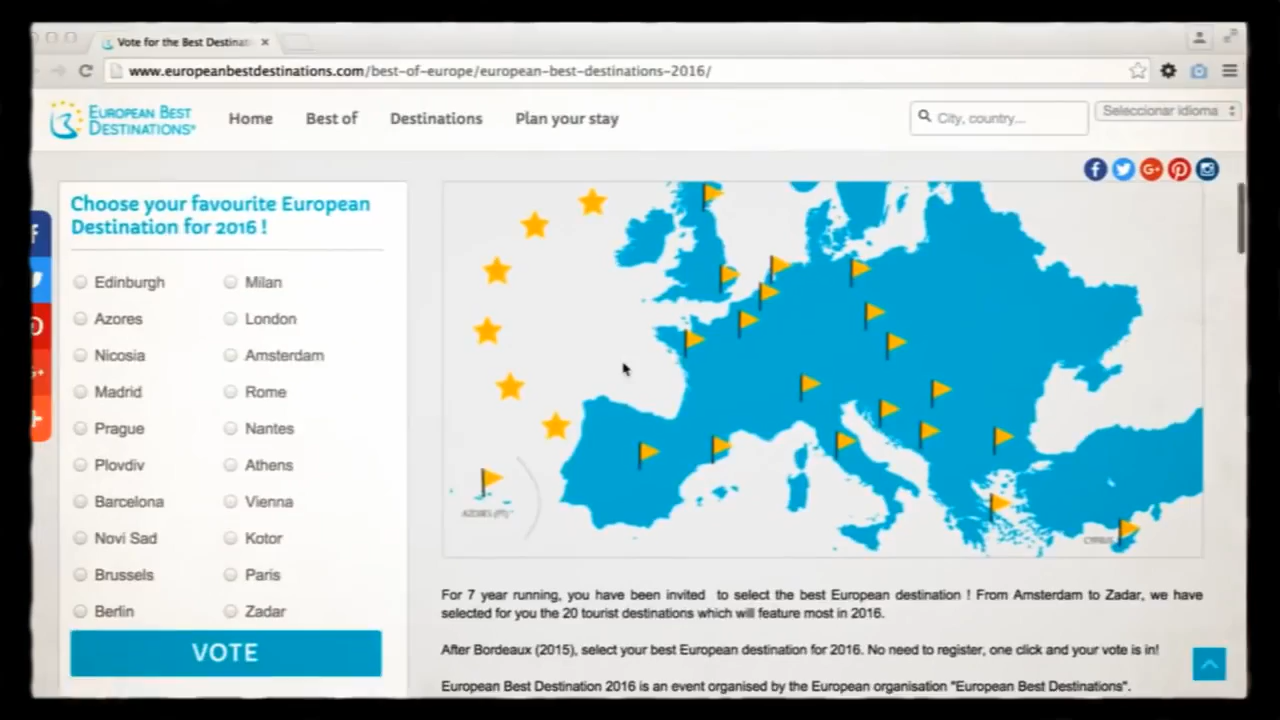 Vote for the Best Destinat
www.europeanbestdestinations.com/best-of-europe/european-best-destinations-2016/
EUROPEAN BEST
DESTINATIONS
Home Best of Destinations Plan your stay
City, country...
Seleccionar idioma
Choose your favourite European
Destination for 2016 !
Edinburgh Milan
Azores London
Nicosia Amsterdam
Madrid Rome
Prague Nantes
Plovdiv Athens
Barcelona Vienna
Novi Sad Kotor
Brussels Paris
Berlin Zadar
VOTE
AZORES (PT)
CYPRUS
For 7 year running, you have been invited to select the best European destination ! From Amsterdam to Zadar, we have
selected for you the 20 tourist destinations which will feature most in 2016.
After Bordeaux (2015), select your best European destination for 2016. No need to register, one click and your vote is in!
European Best Destination 2016 is an event organised by the European organisation "European Best Destinations".